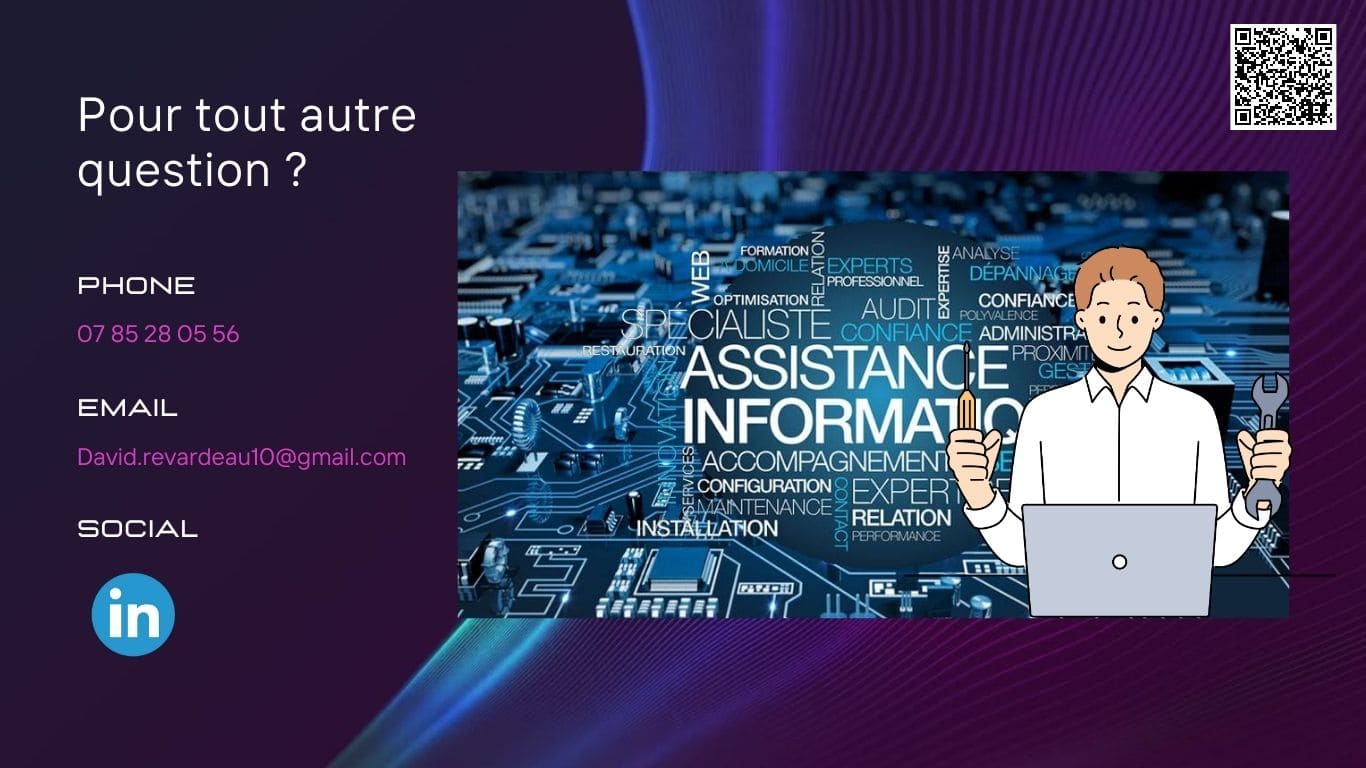 Pour tout autre
question ?
PHONE
07 85 28 05 56
EMAIL
David.revardeau10@gmail.com
SOCIAL
in
WEB
FORMATION
A DOMICILE
RELATION
EXPERTS
PROFESSIONNEL
EXPERTISE
ANALYSE
DÉPANNAGE
OPTIMISATION
AUDIT
CONFIANCE
POLYVALENCE
SPÉCIALISTE
CONFIANCE
ADMINISTRA
RESTAURATION
PROXIMIT
GEST
ASSISTANCE
INFORMATIQ
INNOVATION
SERVICES
ACCOMPAGNEMENT
CONFIGURATION
CONTACT
EXPERT
MAINTENANCE
RELATION
INSTALLATION
PERFORMANCE